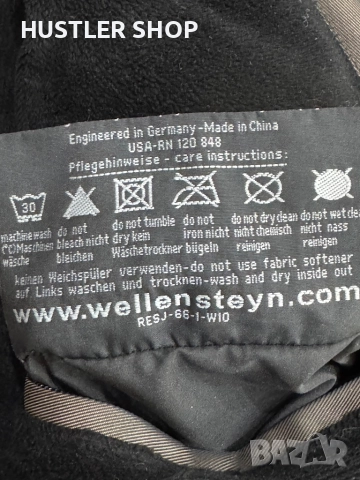 HUSTLER SHOP
Engineered in Germany-Made in China
USA-RN 120 848
Pflegehinweise - care instructions:
30
machine wash do not do not tumble do not do not dry clean do not wet clean
(°C)Maschinen bleach nicht dry kein iron nicht nicht chemisch nicht nass
wäsche bleichen Wäschetrockner bügeln reinigen reinigen
keinen Weichspüler verwenden-do not use fabric softener
auf Links waschen und trocknen-wash and dry inside out
www.wellensteyn.com
RESJ-66-1-W10
BAZAR